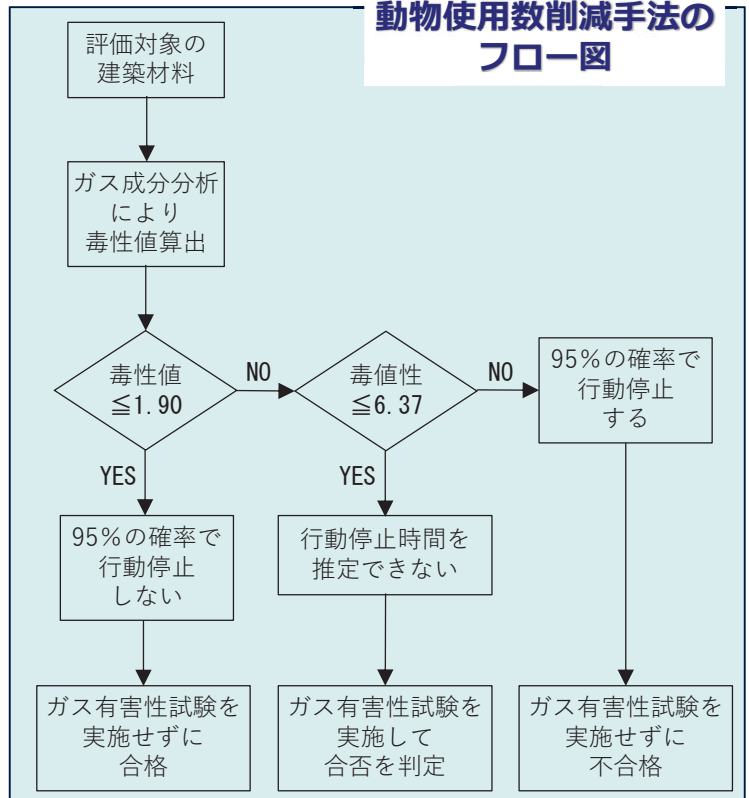 動物使用数削減手法の
フロー図
評価対象の
建築材料
ガス成分分析
により
毒性値算出
毒性値
≦1.90
NO
毒値性
≦6.37
NO
95%の確率で
行動停止
する
YES
YES
95%の確率で
行動停止
しない
行動停止時間を
推定できない
ガス有害性試験を
実施せずに
合格
ガス有害性試験を
実施して
合否を判定
ガス有害性試験を
実施せずに
不合格